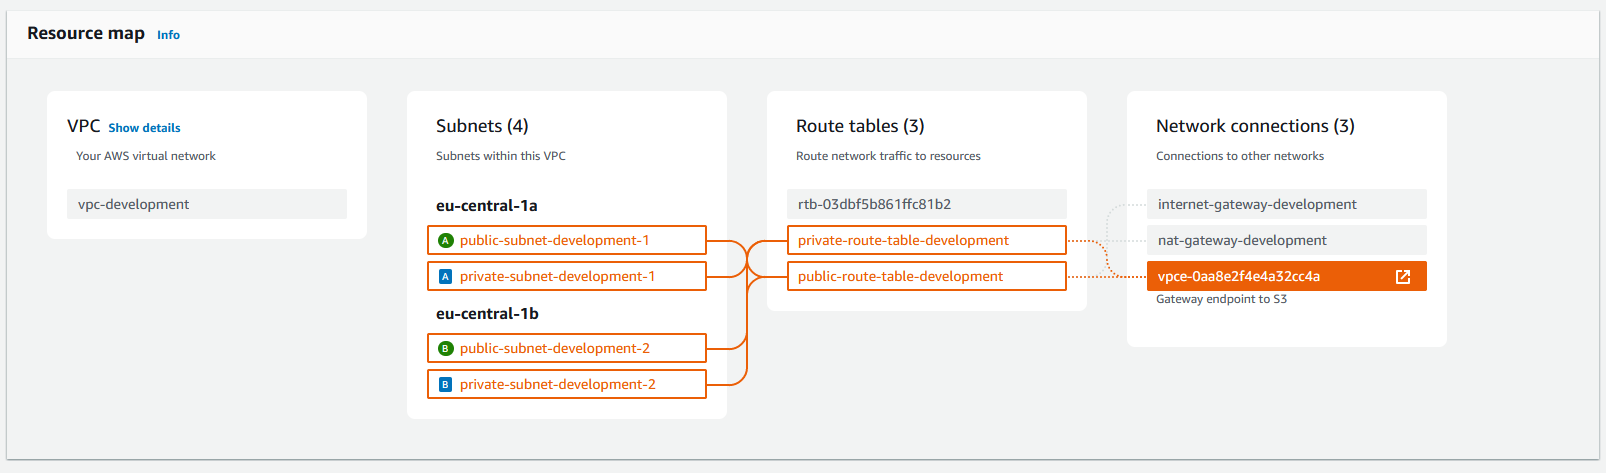 Resource map Info
VPC Show details
Your AWS virtual network
vpc-development
Subnets (4)
Subnets within this VPC
eu-central-1a
A public-subnet-development-1
A private-subnet-development-1
eu-central-1b
B public-subnet-development-2
B private-subnet-development-2
Route tables (3)
Route network traffic to resources
rtb-03dbf5b861ffc81b2
private-route-table-development
public-route-table-development
Network connections (3)
Connections to other networks
internet-gateway-development
nat-gateway-development
vpce-0aa8e2f4e4a32cc4a
Gateway endpoint to S3